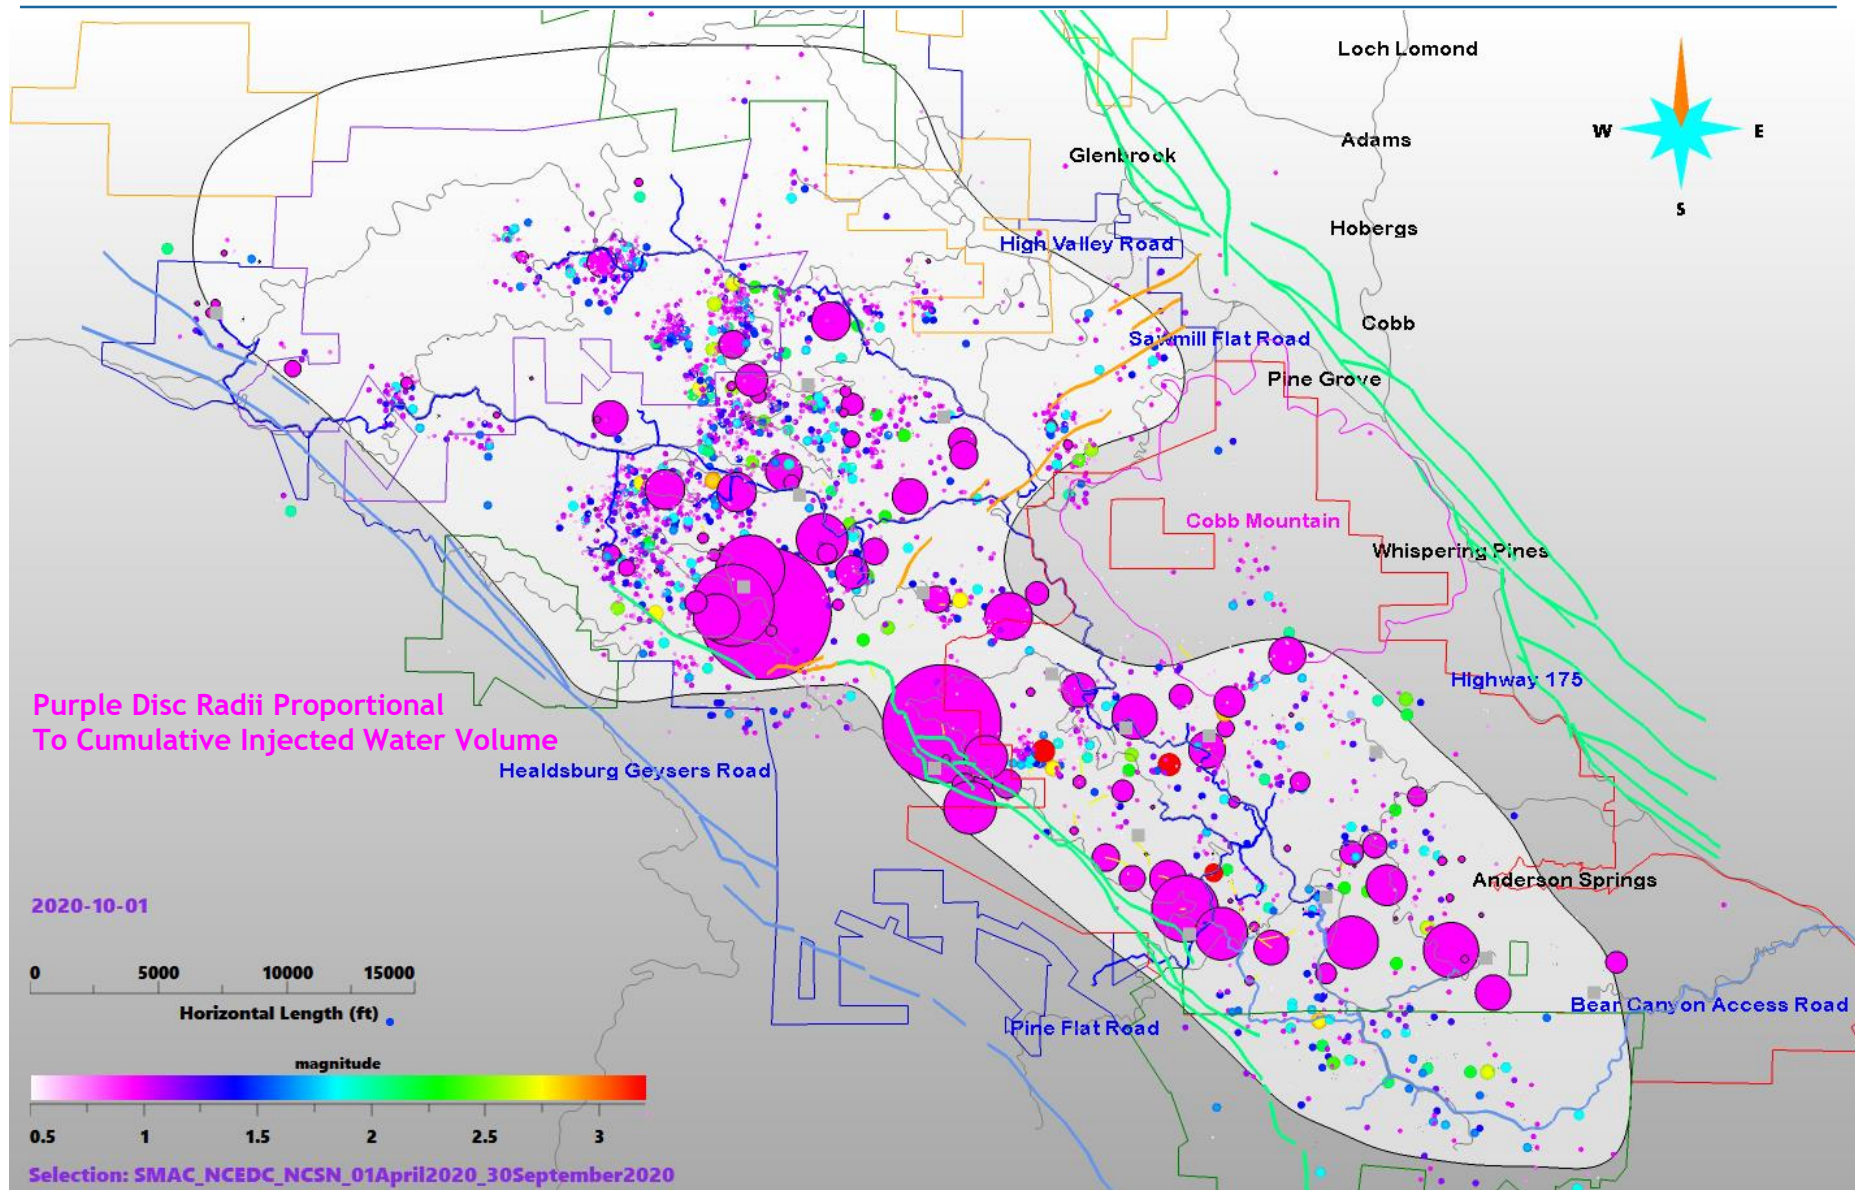 Loch Lomond
W
E
S
Adams
Glenbrook
Hobergs
High Valley Road
Cobb
Sawmill Flat Road
Pine Grove
Cobb Mountain
Whispering Pines
Highway 175
Purple Disc Radii Proportional
To Cumulative Injected Water Volume
Healdsburg Geysers Road
Anderson Springs
2020-10-01
0 5000 10000 15000
Horizontal Length (ft)
Bear Canyon Access Road
Pine Flat Road
magnitude
0.5 1 1.5 2 2.5 3
Selection: SMAC_NCEDC_NCSN_01April2020_30September2020